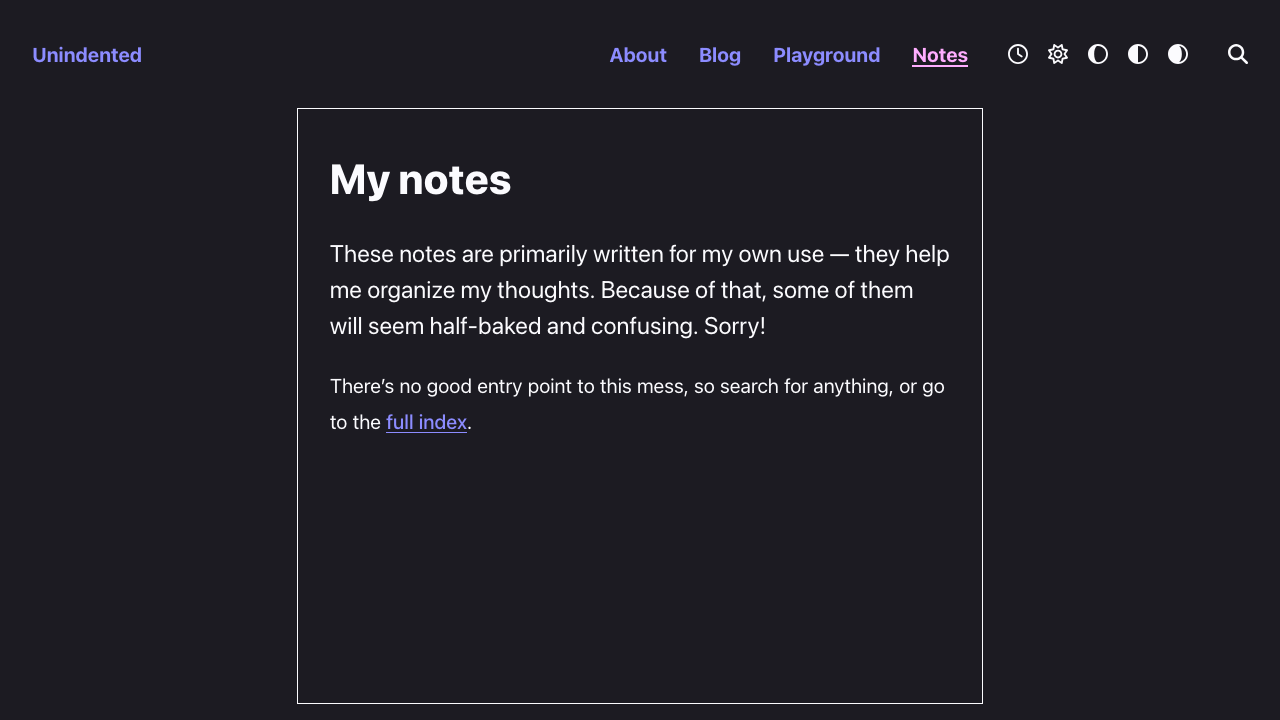 Unindented
About Blog Playground Notes
My notes
These notes are primarily written for my own use — they help
me organize my thoughts. Because of that, some of them
will seem half-baked and confusing. Sorry!
There’s no good entry point to this mess, so search for anything, or go
to the full index.